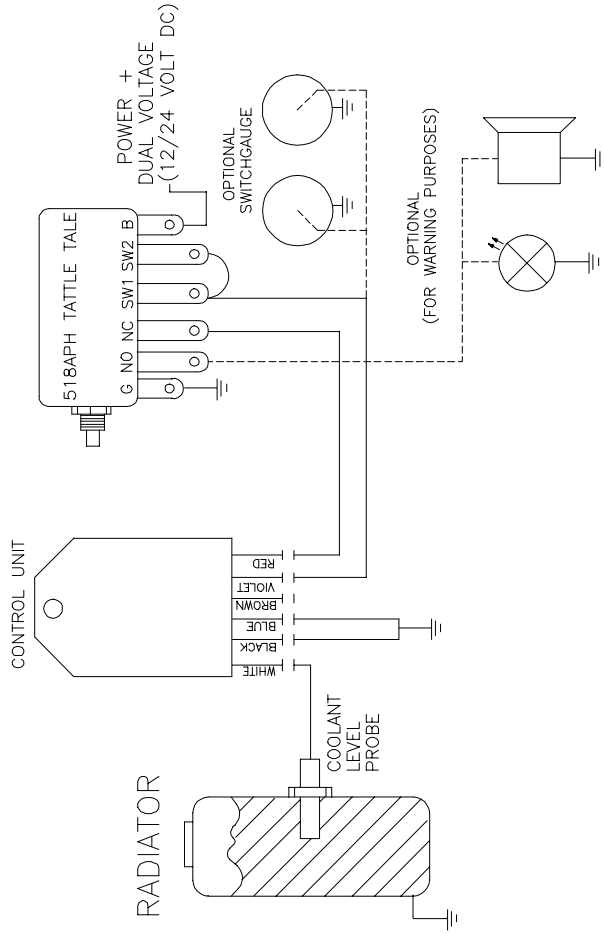 POWER +
DUAL VOLTAGE
(12/24 VOLT DC)
518APH TATTLE TALE
G NO NC SW1 SW2 B
OPTIONAL
SWITCHGAUGE
OPTIONAL
(FOR WARNING PURPOSES)
CONTROL UNIT
WHITE
BLACK
BLUE
BROWN
VIOLET
RED
COOLANT
LEVEL
PROBE
RADIATOR